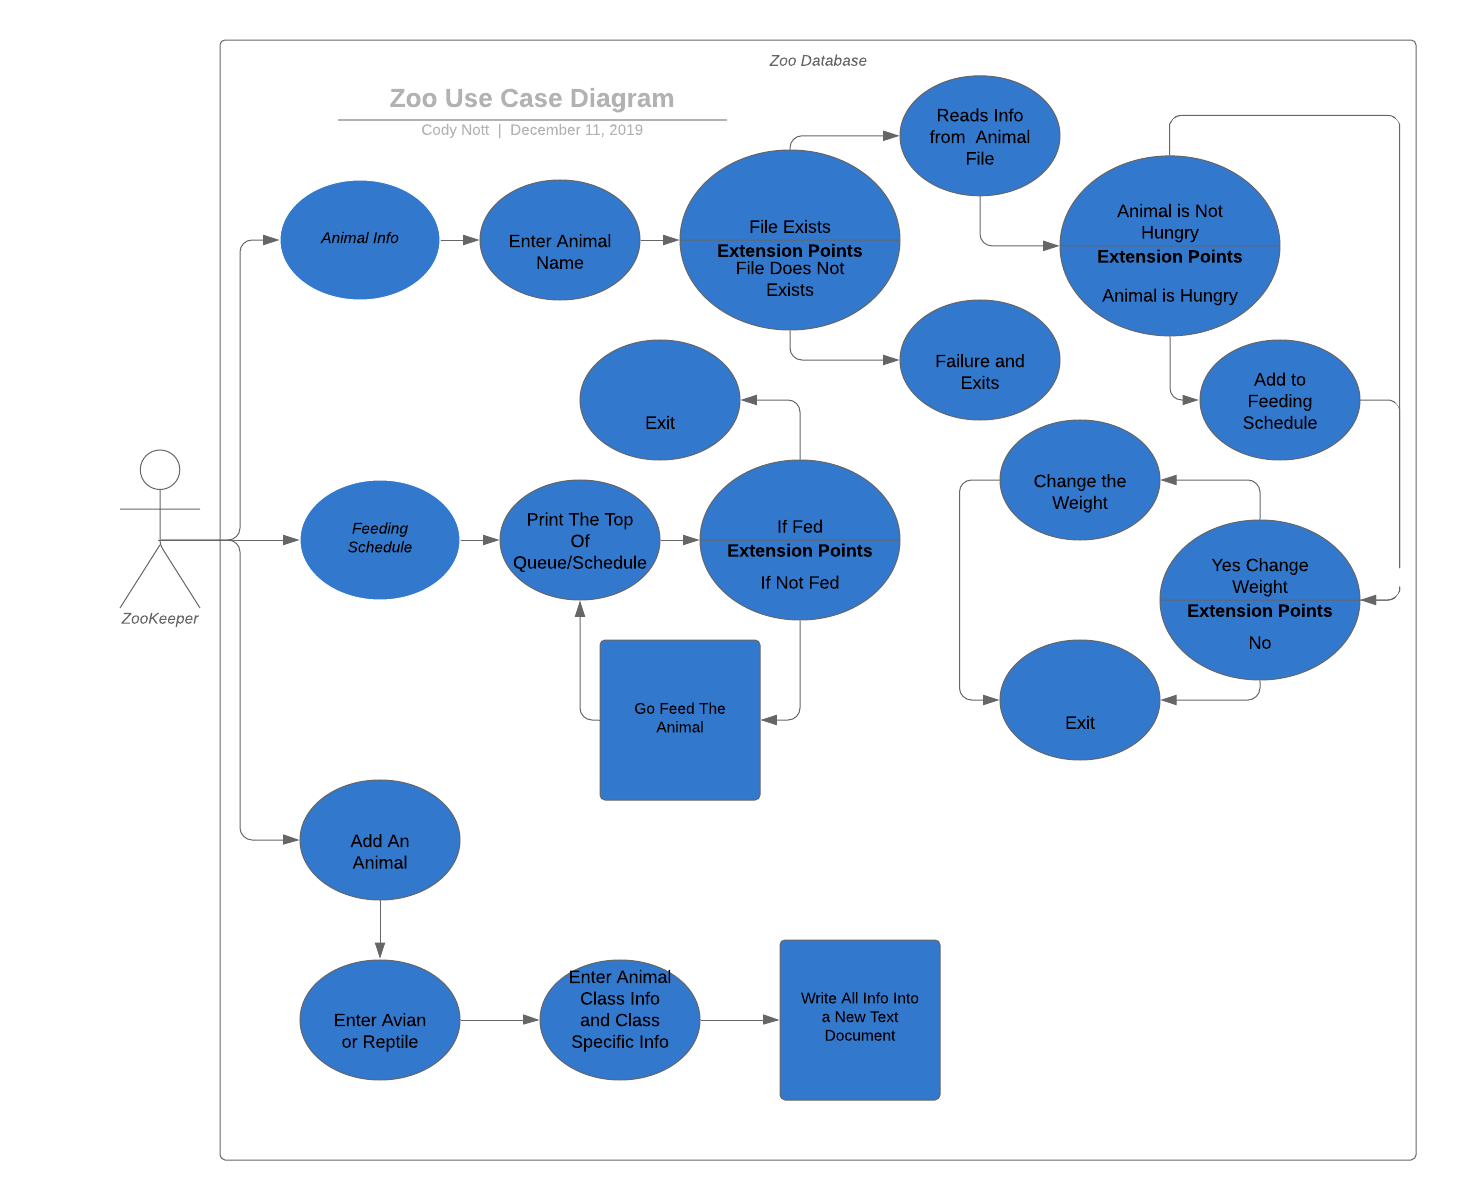 Zoo Database
Zoo Use Case Diagram
Cody Nott | December 11, 2019
Reads Info
from Animal
File
Animal Info
Enter Animal
Name
File Exists
Extension Points
File Does Not
Exists
Animal is Not
Hungry
Extension Points
Animal is Hungry
Failure and
Exits
Add to
Feeding
Schedule
Exit
Change the
Weight
Feeding
Schedule
Print The Top
Of
Queue/Schedule
If Fed
Extension Points
If Not Fed
Yes Change
Weight
Extension Points
No
ZooKeeper
Go Feed The
Animal
Exit
Add An
Animal
Enter Avian
or Reptile
Enter Animal
Class Info
and Class
Specific Info
Write All Info Into
a New Text
Document